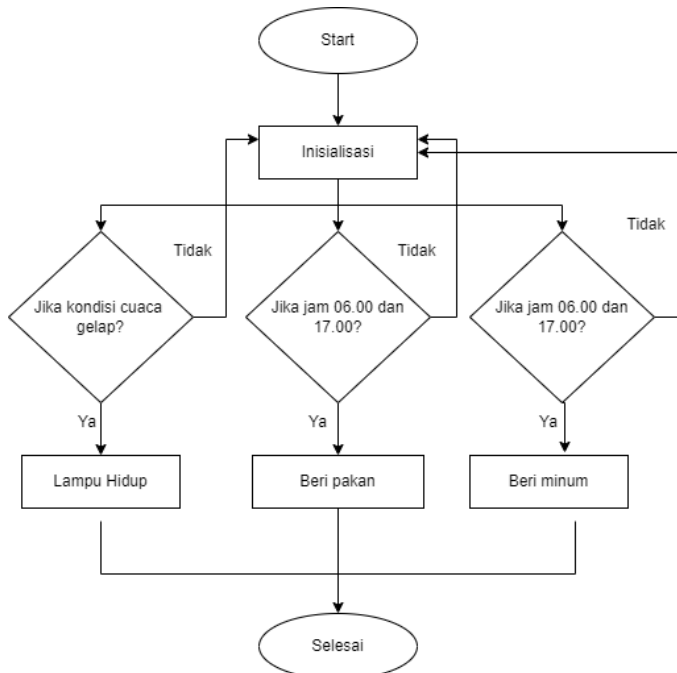 Start
Inisialisasi
Tidak
Tidak
Tidak
Jika kondisi cuaca
gelap?
Jika jam 06.00 dan
17.00?
Jika jam 06.00 dan
17.00?
Ya
Ya
Ya
Lampu Hidup
Beri pakan
Beri minum
Selesai